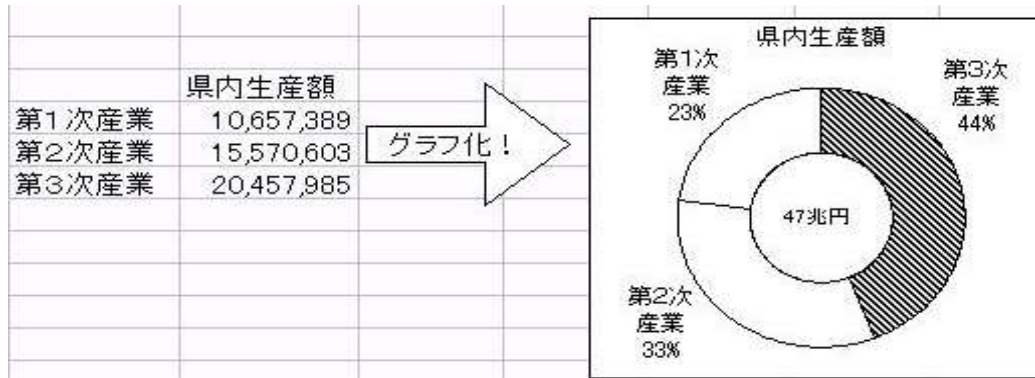 県内生産額
第1次産業 10,657,389
第2次産業 15,570,603
第3次産業 20,457,985
グラフ化!
県内生産額
第1次
産業
23%
第3次
産業
44%
47兆円
第2次
産業
33%